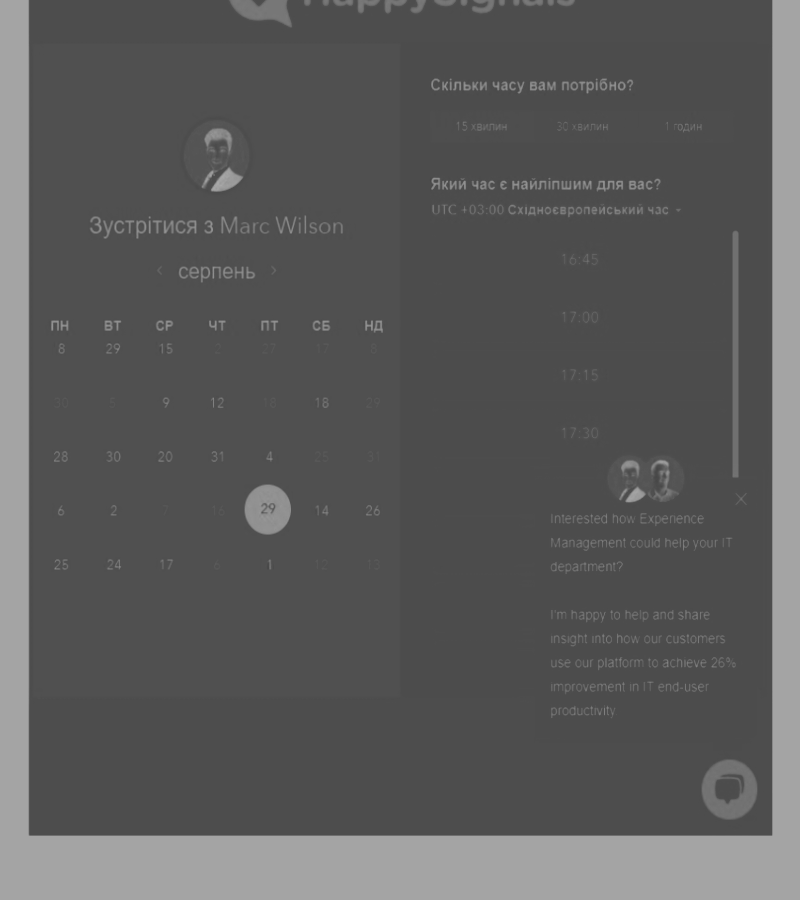 HappySignals
Зустрітися з Marc Wilson
серпень
ПН ВТ СР ЧТ ПТ СБ НД
8 29 15 2 27 17 5
30 5 9 12 18 18 29
28 30 20 31 4 25 31
6 2 7 16 29 14 26
25 24 17 6 1 12 13
Скільки часу вам потрібно?
15 хвилин 30 хвилин 1 годин
Який час є найліпшим для вас?
UTC +03:00 Східноєвропейський час
16:45
17:00
17:15
17:30
Interested how Experience
Management could help your IT
department?
I'm happy to help and share
insight into how our customers
use our platform to achieve 26%
improvement in IT end-user
productivity